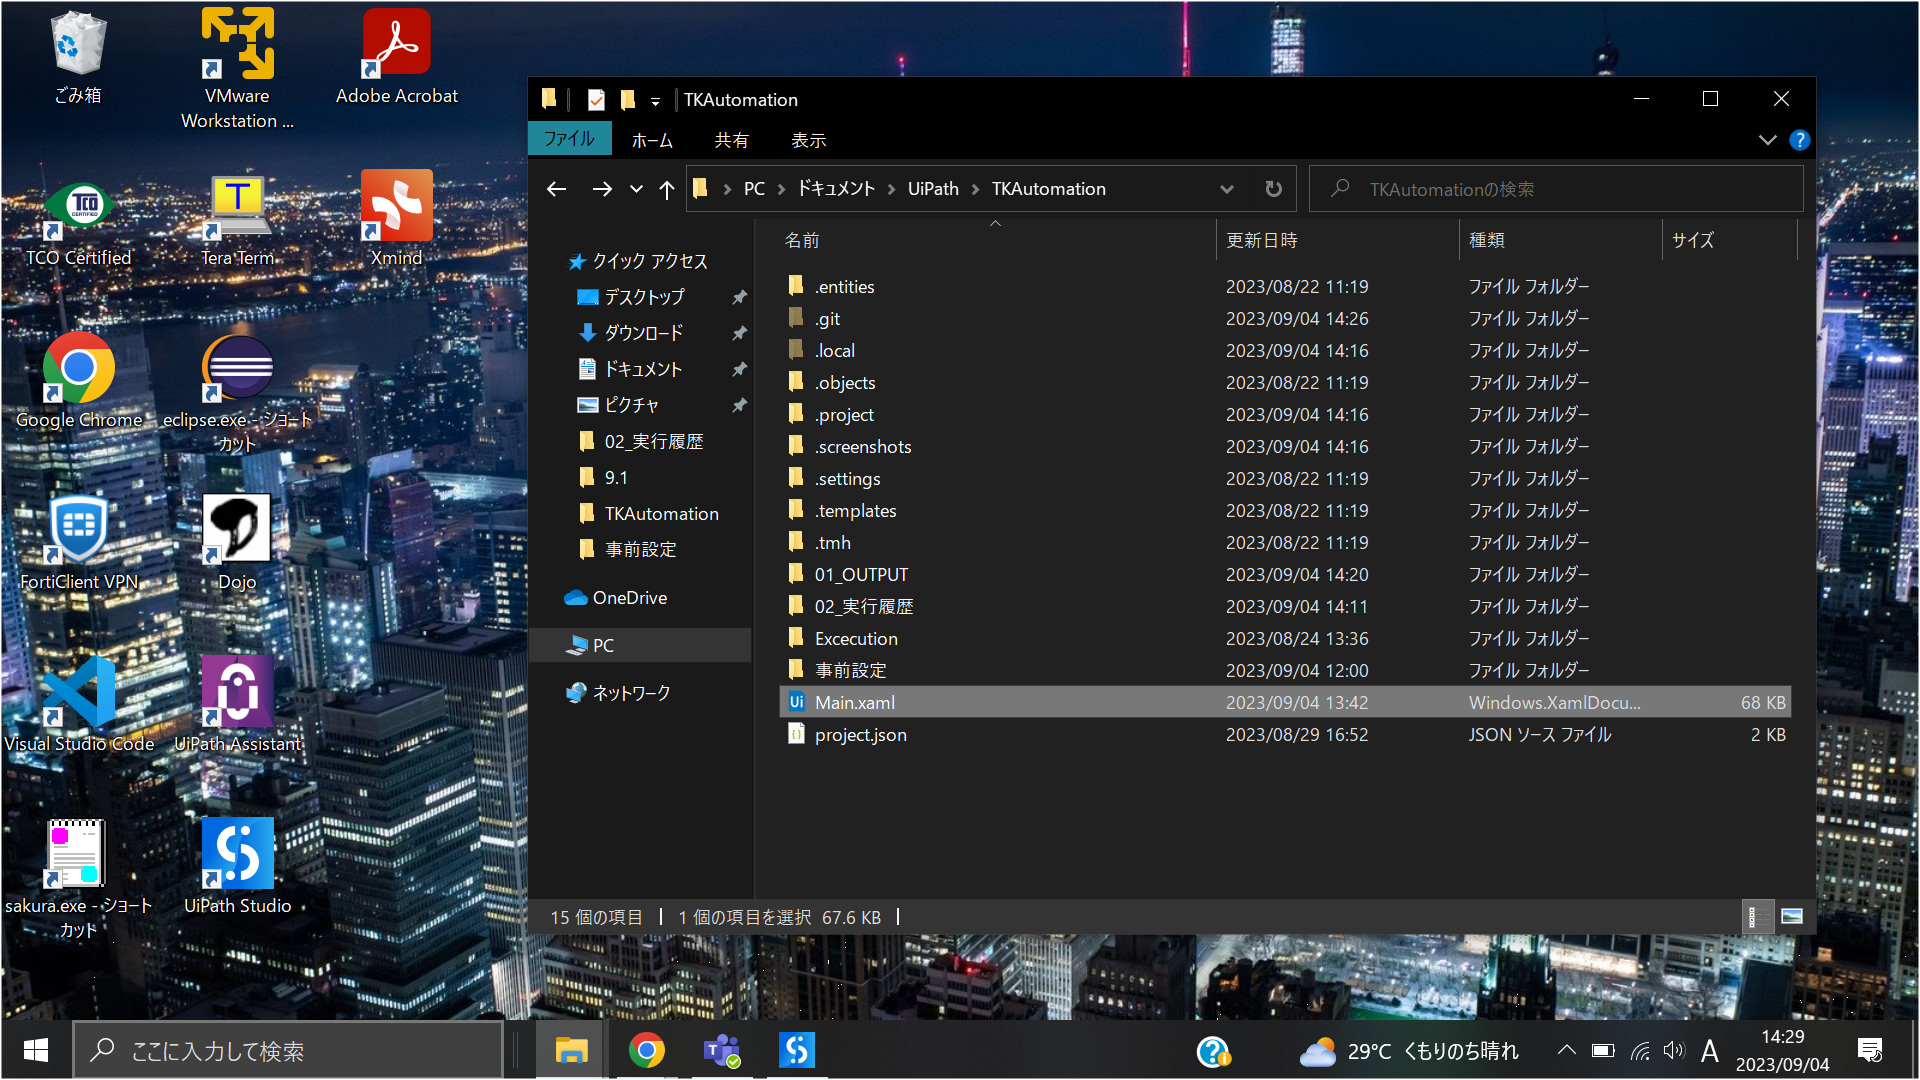 ごみ箱
VMware
Workstation ...
Adobe Acrobat
TCO
CERTIFIED
TCO Certified
T
Tera Term
Xmind
Google Chrome
eclipse.exe - ショート
カット
FortiClient VPN
Dojo
Visual Studio Code
UiPath Assistant
sakura.exe - ショート
カット
UiPath Studio
TKAutomation
ファイル
ホーム
共有
表示
?
PC
ドキュメント
UiPath
TKAutomation
TKAutomationの検索
クイック アクセス
デスクトップ
ダウンロード
ドキュメント
ピクチャ
02_実行履歴
9.1
TKAutomation
事前設定
OneDrive
PC
ネットワーク
名前 更新日時 種類 サイズ
.entities 2023/08/22 11:19 ファイル フォルダー
.git 2023/09/04 14:26 ファイル フォルダー
.local 2023/09/04 14:16 ファイル フォルダー
.objects 2023/08/22 11:19 ファイル フォルダー
.project 2023/09/04 14:16 ファイル フォルダー
.screenshots 2023/09/04 14:16 ファイル フォルダー
.settings 2023/08/22 11:19 ファイル フォルダー
.templates 2023/08/22 11:19 ファイル フォルダー
.tmh 2023/08/22 11:19 ファイル フォルダー
01_OUTPUT 2023/09/04 14:20 ファイル フォルダー
02_実行履歴 2023/09/04 14:11 ファイル フォルダー
Excecution 2023/08/24 13:36 ファイル フォルダー
事前設定 2023/09/04 12:00 ファイル フォルダー
Ui Main.xaml 2023/09/04 13:42 Windows.XamlDocu... 68 KB
project.json 2023/08/29 16:52 JSON ソース ファイル 2 KB
15 個の項目
1 個の項目を選択 67.6 KB
ここに入力して検索
T
?
29°C くもりのち晴れ
A
14:29
2023/09/04